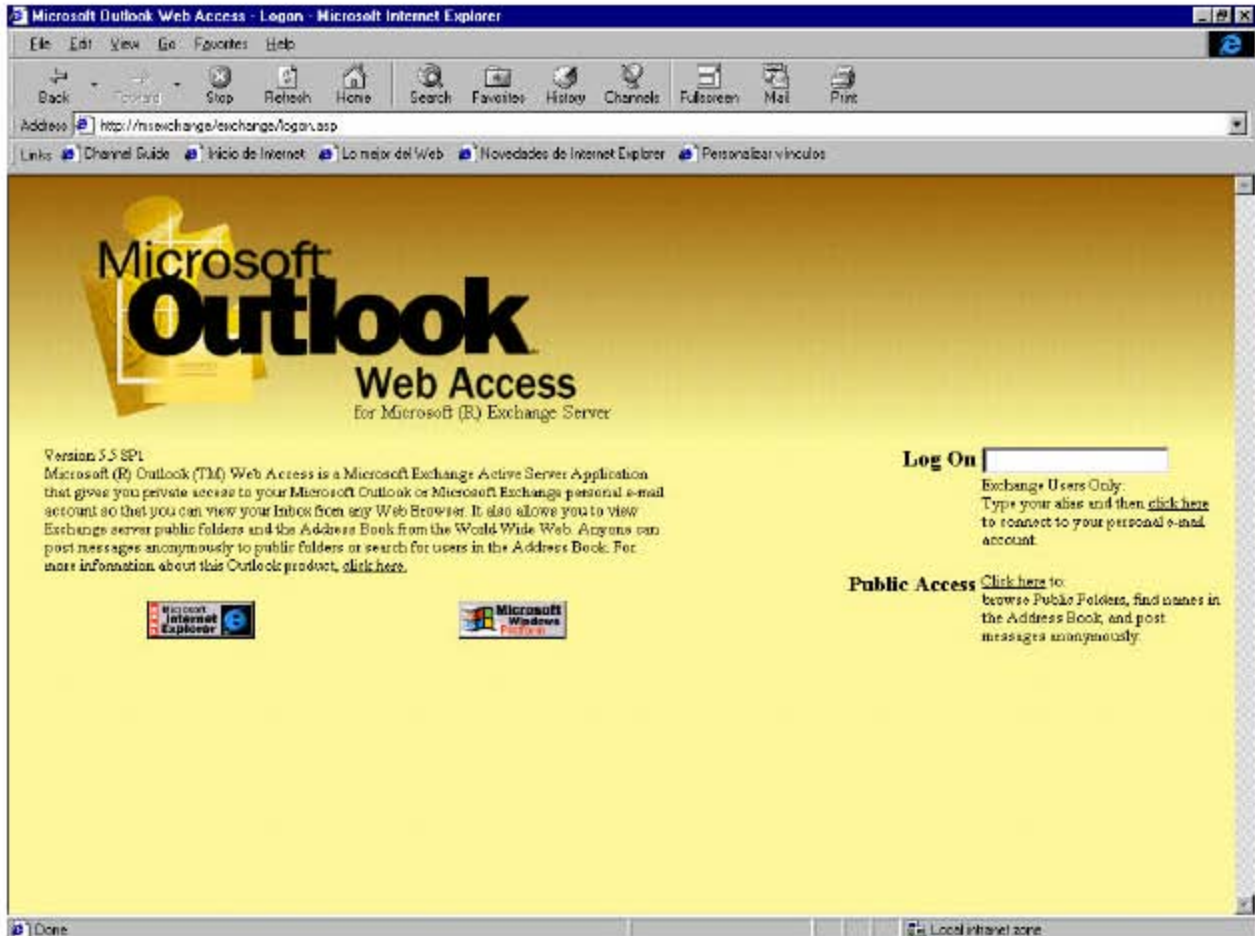 Microsoft Outlook Web Access - Logon - Microsoft Internet Explorer
File Edit View Go Favorites Help
Back Forward Stop Refresh Home Search Favorites History Channels Fullscreen Mail Print
Address http://msexchange/exchange/logon.asp
Links Channel Guide Inicio de Internet Lo mejor del Web Novedades de Internet Explorer Personalizar vínculos
Microsoft
Outlook
Web Access
for Microsoft (R) Exchange Server
Version 5.5 SP1
Microsoft (R) Outlook (TM) Web Access is a Microsoft Exchange Active Server Application
that gives you private access to your Microsoft Outlook or Microsoft Exchange personal e-mail
account so that you can view your Inbox from any Web Browser. It also allows you to view
Exchange server public folders and the Address Book from the World Wide Web. Anyone can
post messages anonymously to public folders or search for users in the Address Book. For
more information about this Outlook product, click here.
Microsoft
Internet
Explorer
Microsoft
Windows
Platform
Log On
Exchange Users Only:
Type your alias and then click here
to connect to your personal e-mail
account.
Public Access Click here to:
browse Public Folders, find names in
the Address Book, and post
messages anonymously.
Done
Local intranet zone